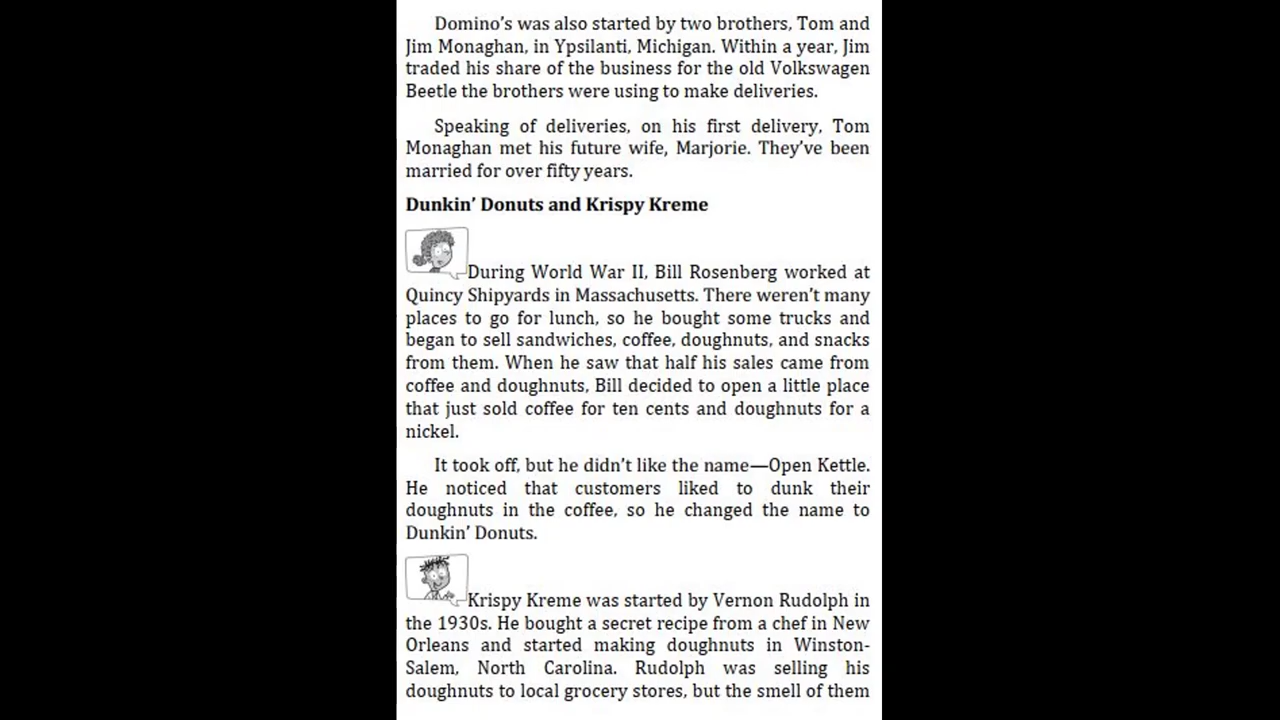 Domino’s was also started by two brothers, Tom and
Jim Monaghan, in Ypsilanti, Michigan. Within a year, Jim
traded his share of the business for the old Volkswagen
Beetle the brothers were using to make deliveries.
Speaking of deliveries, on his first delivery, Tom
Monaghan met his future wife, Marjorie. They’ve been
married for over fifty years.
Dunkin’ Donuts and Krispy Kreme
During World War II, Bill Rosenberg worked at
Quincy Shipyards in Massachusetts. There weren’t many
places to go for lunch, so he bought some trucks and
began to sell sandwiches, coffee, doughnuts, and snacks
from them. When he saw that half his sales came from
coffee and doughnuts, Bill decided to open a little place
that just sold coffee for ten cents and doughnuts for a
nickel.
It took off, but he didn’t like the name—Open Kettle.
He noticed that customers liked to dunk their
doughnuts in the coffee, so he changed the name to
Dunkin’ Donuts.
Krispy Kreme was started by Vernon Rudolph in
the 1930s. He bought a secret recipe from a chef in New
Orleans and started making doughnuts in Winston-
Salem, North Carolina. Rudolph was selling his
doughnuts to local grocery stores, but the smell of them